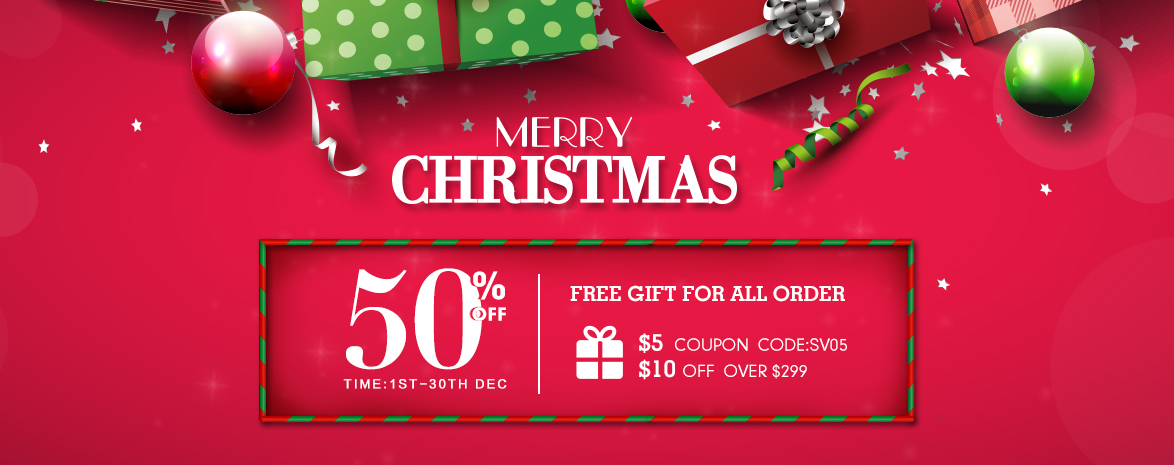 MERRY
CHRISTMAS
50% OFF
TIME:1ST-30TH DEC
FREE GIFT FOR ALL ORDER
$5 COUPON CODE:SV05
$10 OFF OVER $299